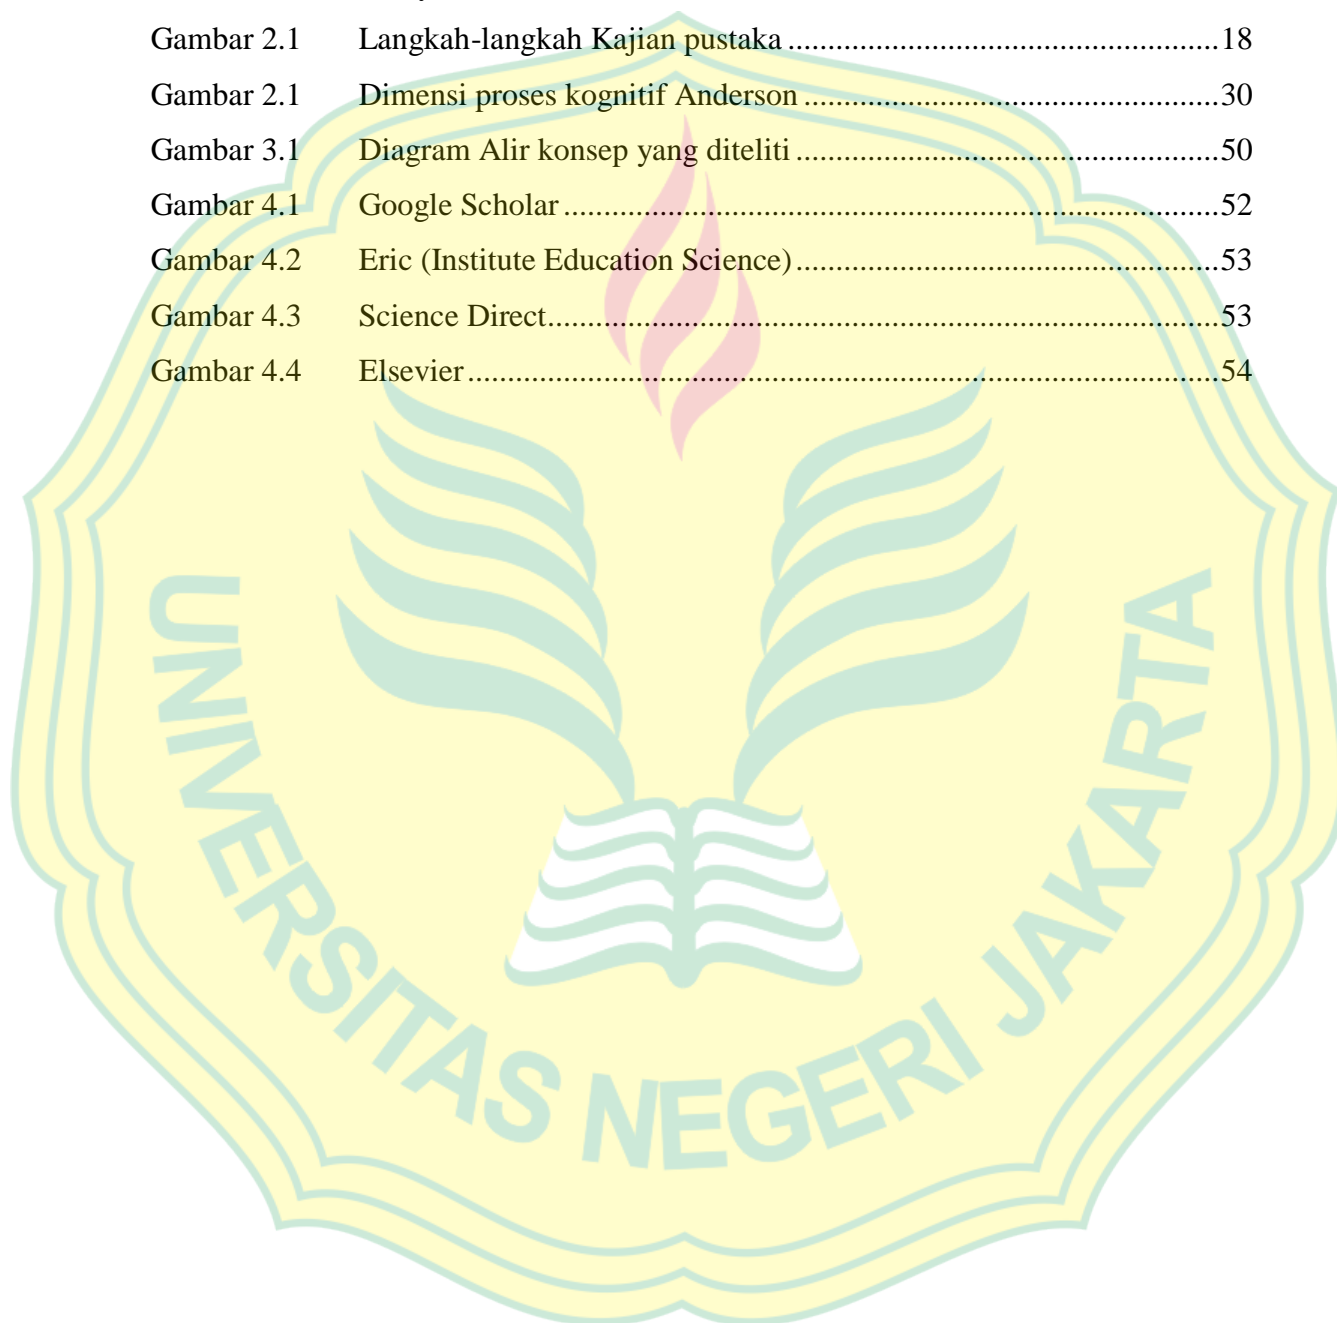 Gambar 2.1 Langkah-langkah Kajian pustaka ......................................................18
Gambar 2.1 Dimensi proses kognitif Anderson ....................................................30
Gambar 3.1 Diagram Alir konsep yang diteliti .....................................................50
Gambar 4.1 Google Scholar ..................................................................................52
Gambar 4.2 Eric (Institute Education Science) .....................................................53
Gambar 4.3 Science Direct....................................................................................53
Gambar 4.4 Elsevier ..............................................................................................54
UNIVERSITAS NEGERI JAKARTA